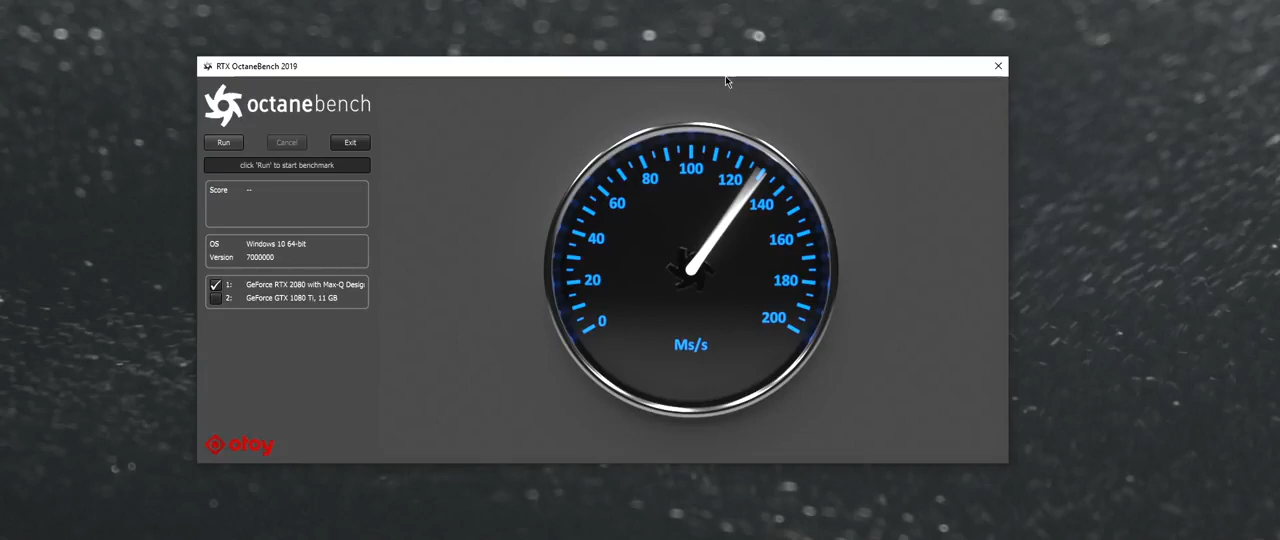 RTX OctaneBench 2019
octanebench
Run
Cancel
Exit
click 'Run' to start benchmark
Score --
OS Windows 10 64-bit
Version 7000000
1: GeForce RTX 2080 with Max-Q Desig
2: GeForce GTX 1080 Ti, 11 GB
otoy
0
20
40
60
80
100
120
140
160
180
200
Ms/s